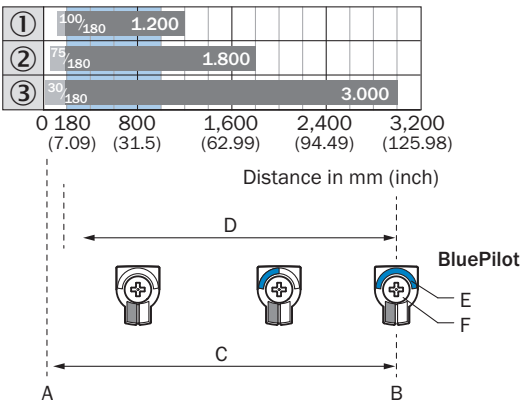 ① 100/180 1.200
② 75/180 1.800
③ 30/180 3.000
0 180 800 1,600 2,400 3,200
(7.09) (31.5) (62.99) (94.49) (125.98)
Distance in mm (inch)
D
BluePilot
E
F
C
A B